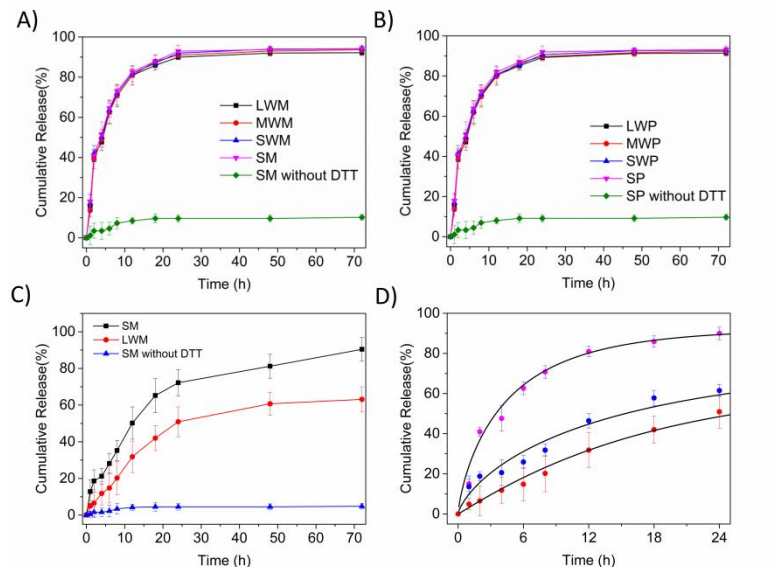 A)
Cumulative Release(%)
100
80
60
40
20
0
LWM
MWM
SWM
SM
SM without DTT
0 10 20 30 40 50 60 70
Time (h)
B)
Cumulative Release(%)
100
80
60
40
20
0
LWP
MWP
SWP
SP
SP without DTT
0 10 20 30 40 50 60 70
Time (h)
C)
Cumulative Release(%)
100
80
60
40
20
0
SM
LWM
SM without DTT
0 10 20 30 40 50 60 70
Time (h)
D)
Cumulative Release(%)
100
80
60
40
20
0
0 6 12 18 24
Time (h)